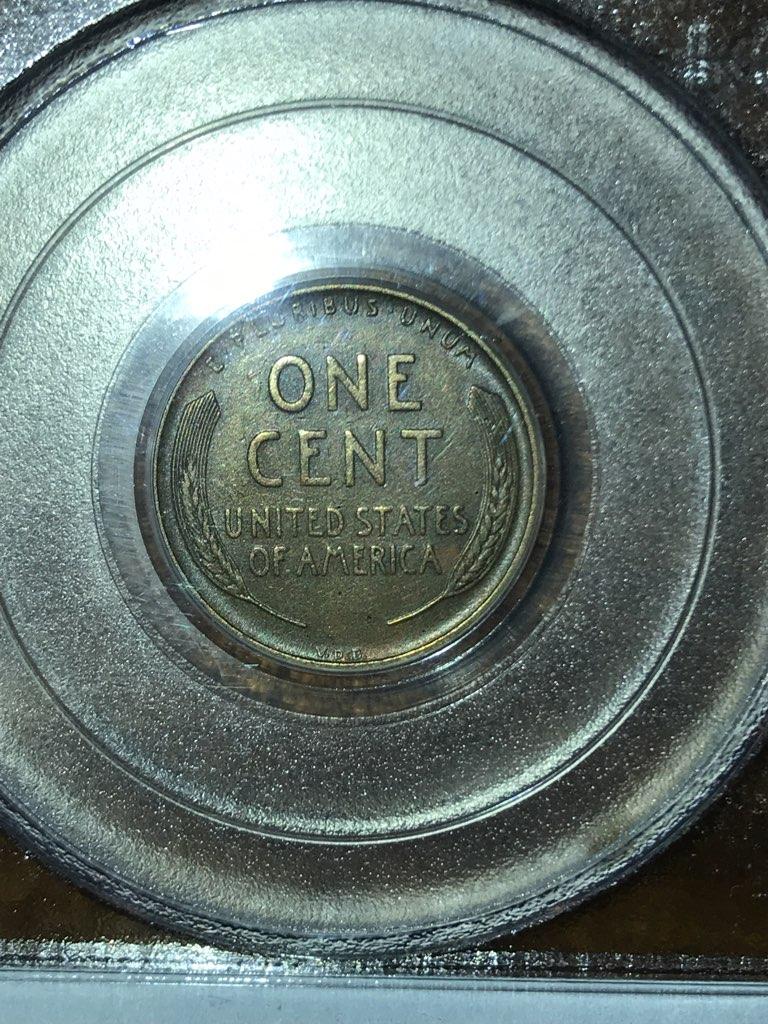 E·PLURIBUS·UNUM
ONE
CENT
UNITED STATES
OF AMERICA
V.D.B.